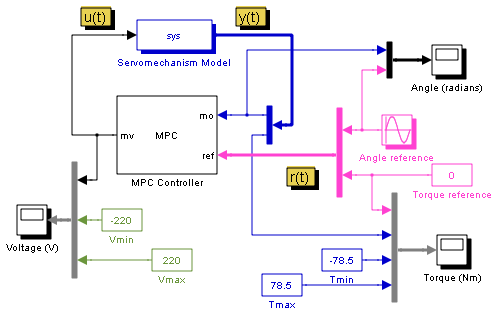 u(t)
y(t)
sys
Servomechanism Model
Angle (radians)
mo
mv
MPC
ref
MPC Controller
Angle reference
r(t)
0
Torque reference
-220
Vmin
Voltage (V)
220
Vmax
-78.5
Tmin
78.5
Tmax
Torque (Nm)